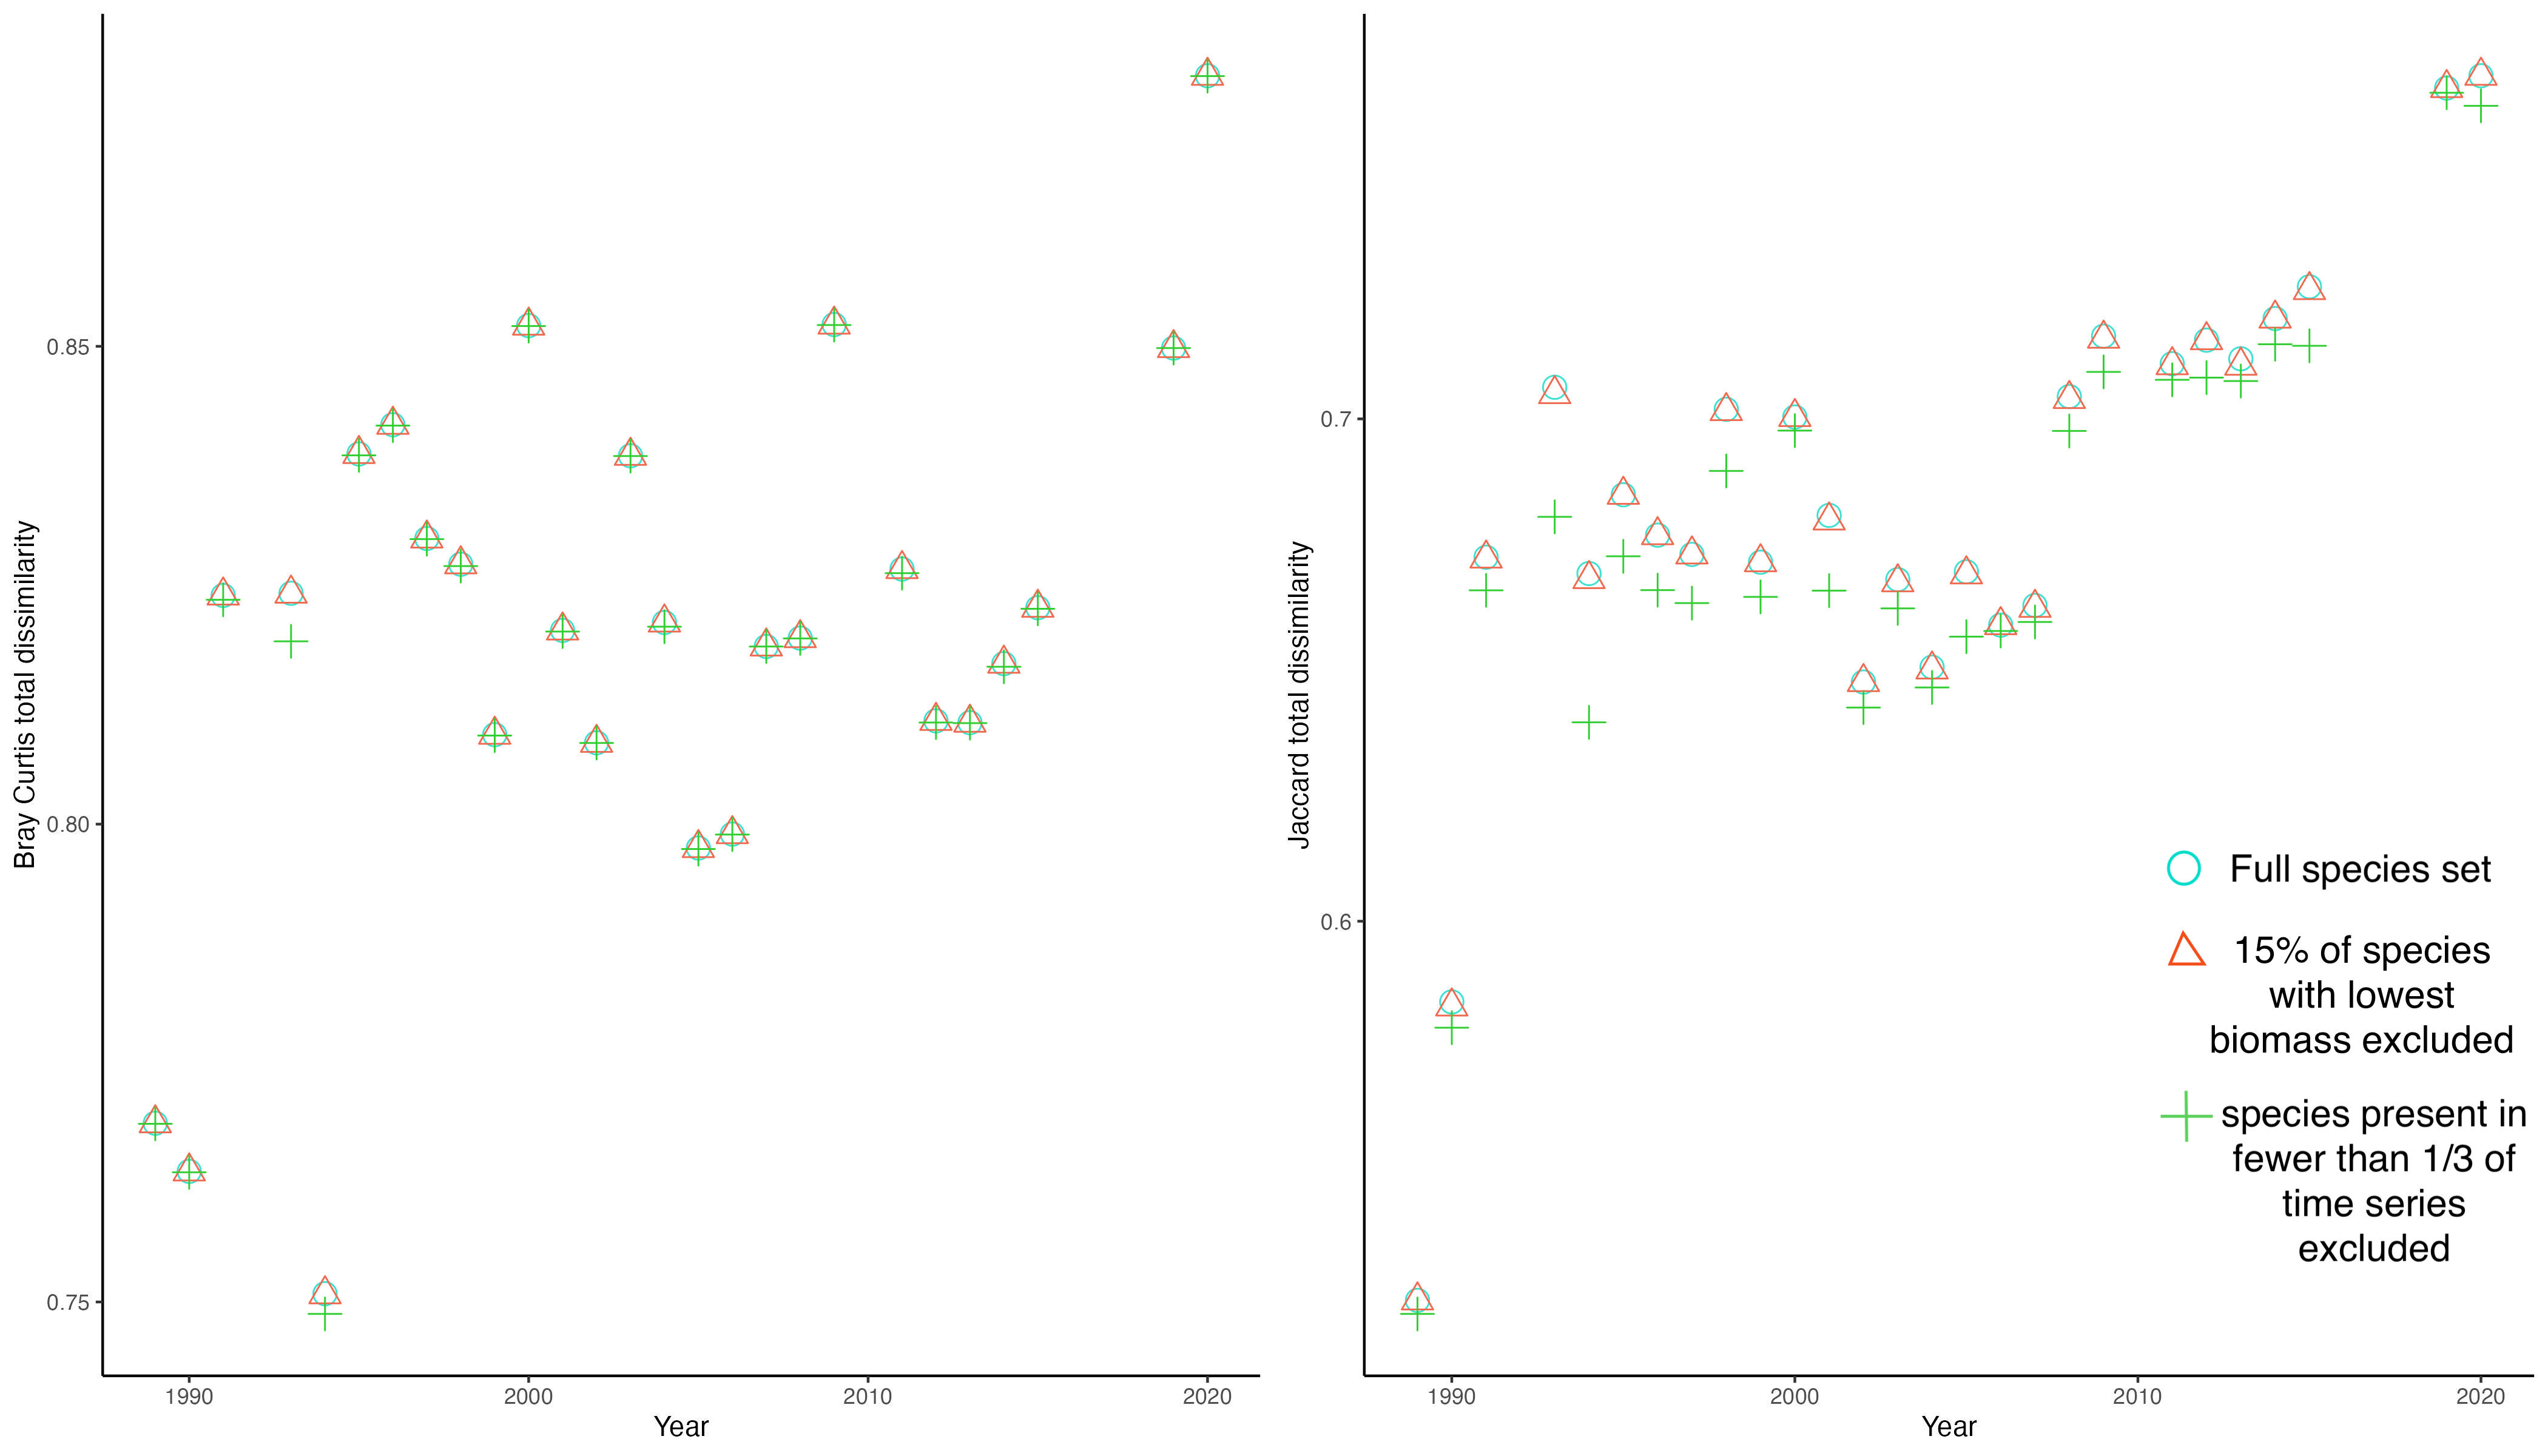 Bray Curtis total dissimilarity
0.85
0.80
0.75
1990
2000
2010
2020
Year
Jaccard total dissimilarity
0.7
0.6
1990
2000
2010
2020
Year
Full species set
15% of species
with lowest
biomass excluded
species present in
fewer than 1/3 of
time series
excluded